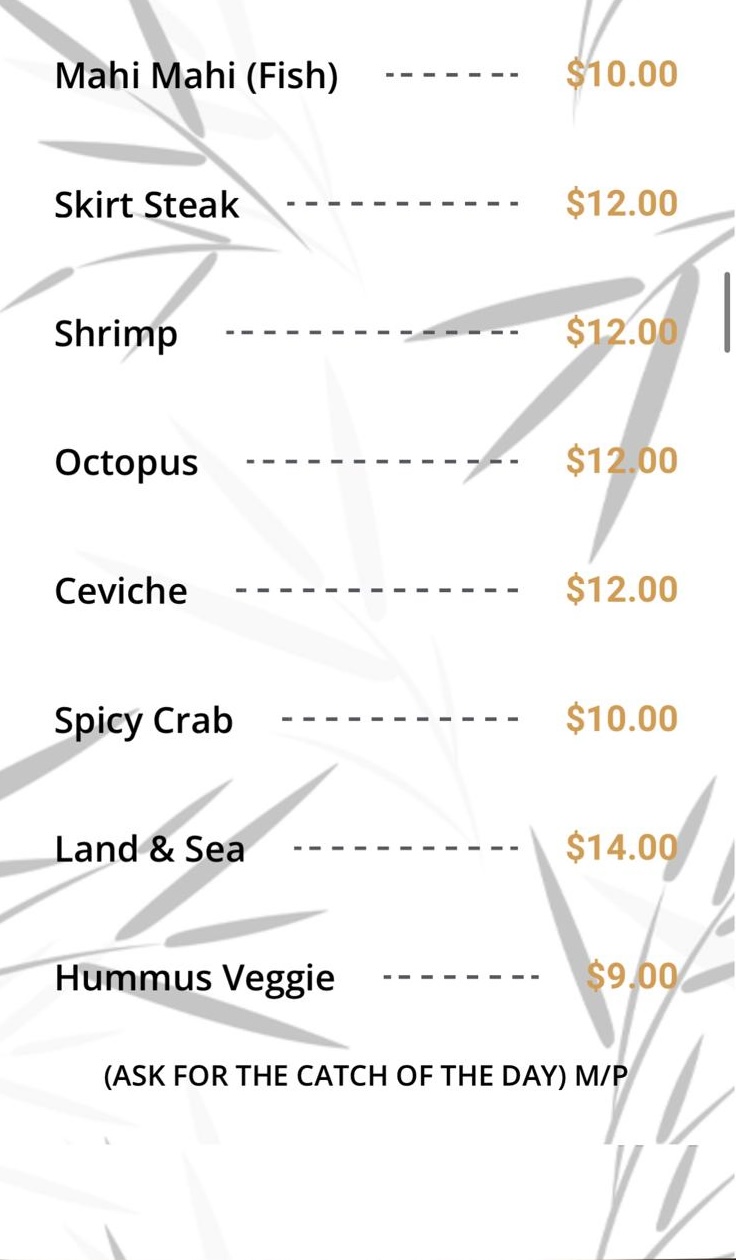 Mahi Mahi (Fish) ------- $10.00
Skirt Steak ----------- $12.00
Shrimp -------------- $12.00
Octopus ------------- $12.00
Ceviche ------------- $12.00
Spicy Crab ----------- $10.00
Land & Sea ----------- $14.00
Hummus Veggie -------- $9.00
(ASK FOR THE CATCH OF THE DAY) M/P